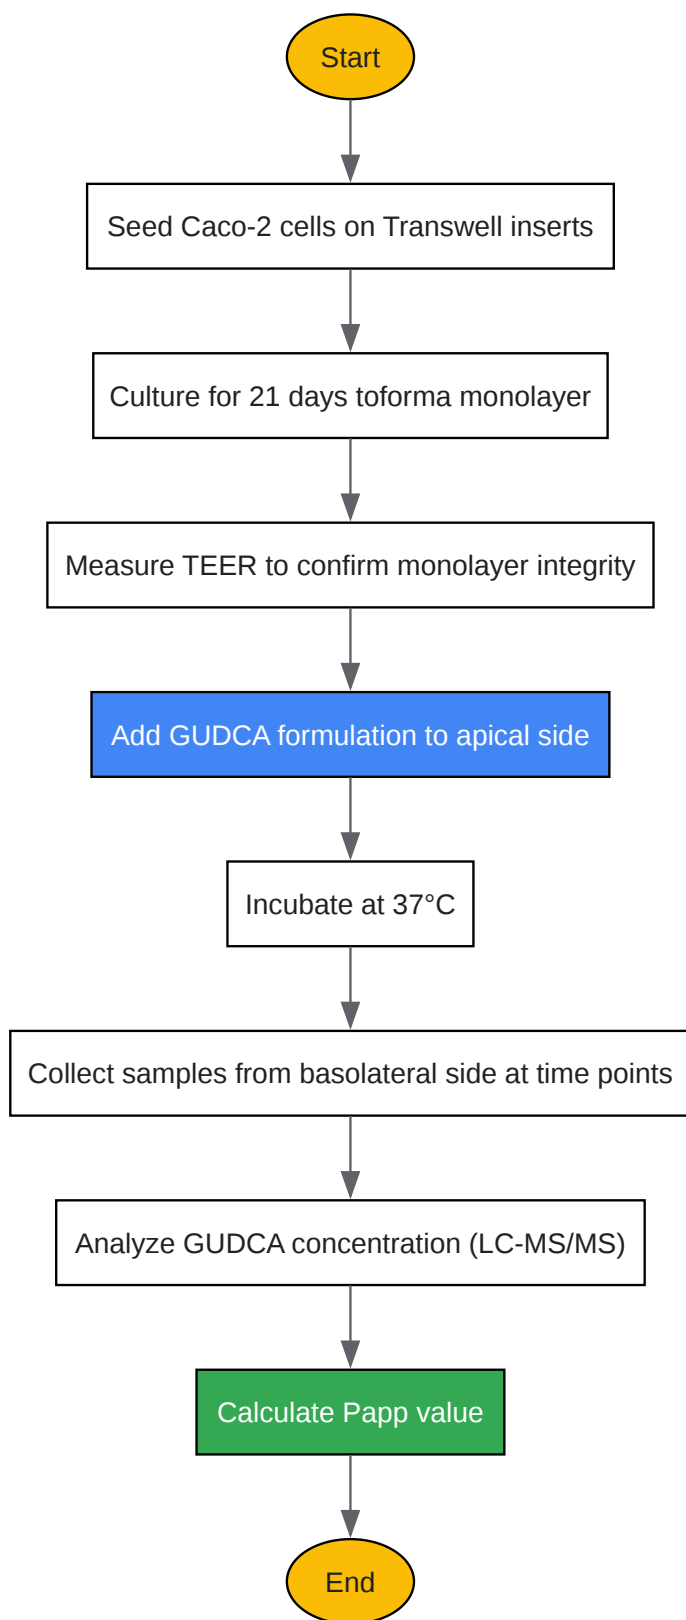 Start
Seed Caco-2 cells on Transwell inserts
Culture for 21 days toforma monolayer
Measure TEER to confirm monolayer integrity
Add GUDCA formulation to apical side
Incubate at 37°C
Collect samples from basolateral side at time points
Analyze GUDCA concentration (LC-MS/MS)
Calculate Papp value
End